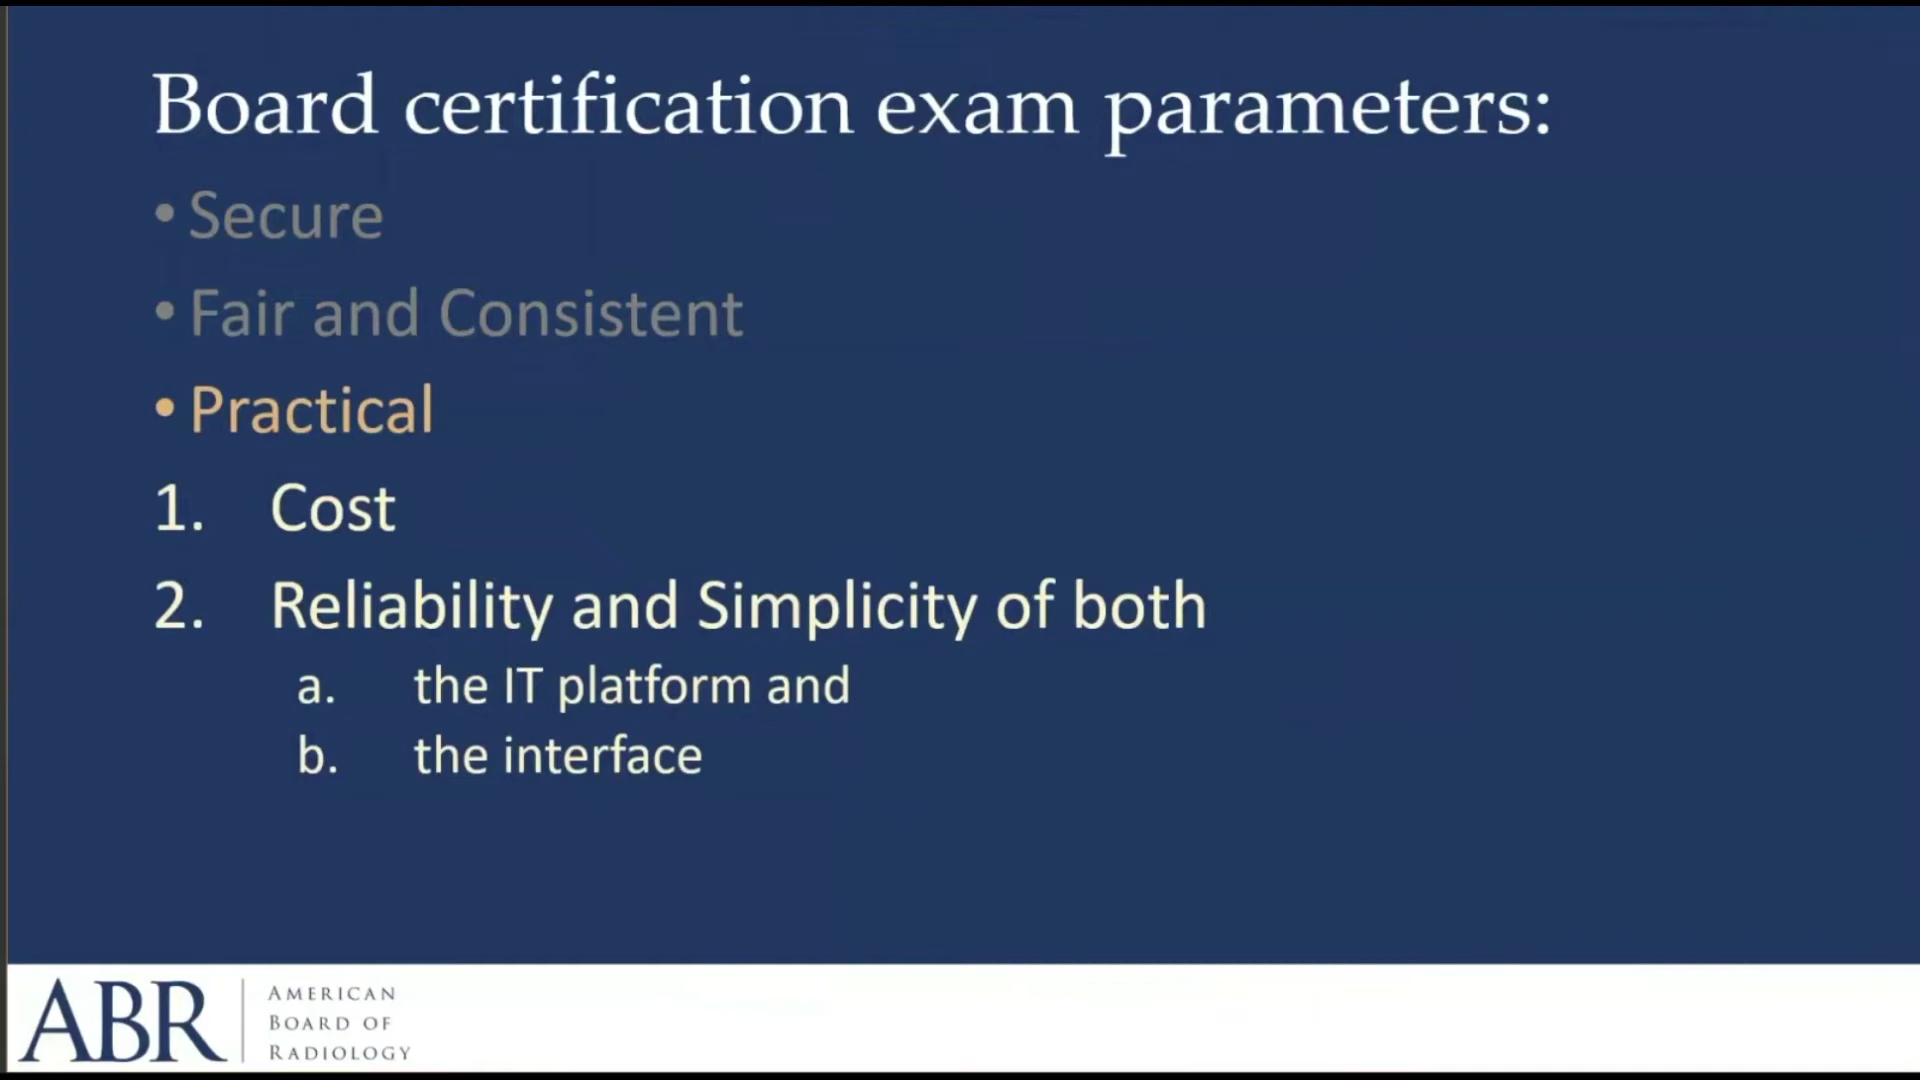 Board certification exam parameters:
• Secure
• Fair and Consistent
• Practical
1. Cost
2. Reliability and Simplicity of both
a. the IT platform and
b. the interface
ABR
AMERICAN
BOARD OF
RADIOLOGY